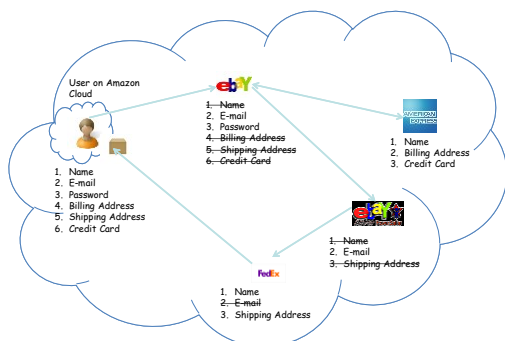 User on Amazon
Cloud
ebay
1. Name
2. E-mail
3. Password
4. Billing Address
5. Shipping Address
6. Credit Card
AMERICAN
EXPRESS
1. Name
2. Billing Address
3. Credit Card
1. Name
2. E-mail
3. Password
4. Billing Address
5. Shipping Address
6. Credit Card
ebay
1. Name
2. E-mail
3. Shipping Address
FedEx
1. Name
2. E-mail
3. Shipping Address